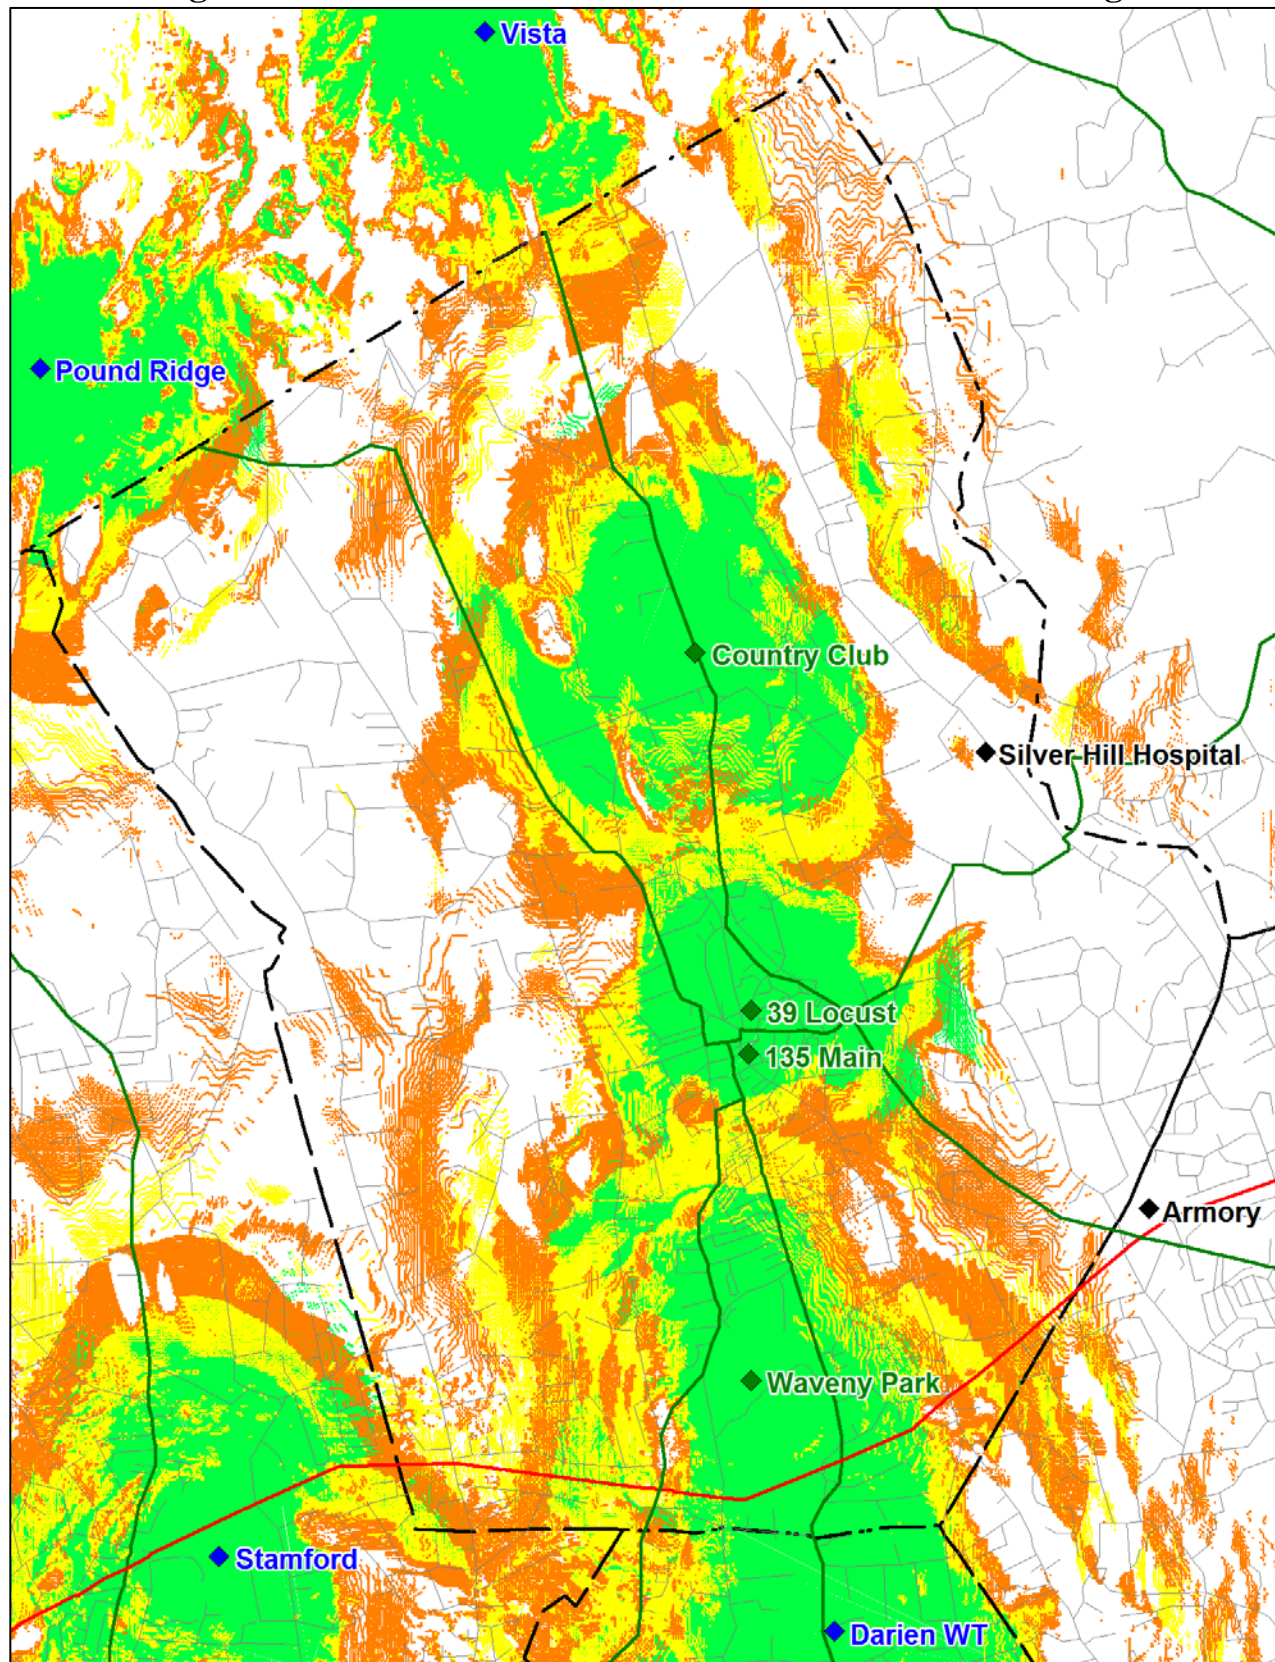 Vista
Pound Ridge
Country Club
Silver Hill Hospital
39 Locust
135 Main
Armory
Waveny Park
Stamford
Darien WT